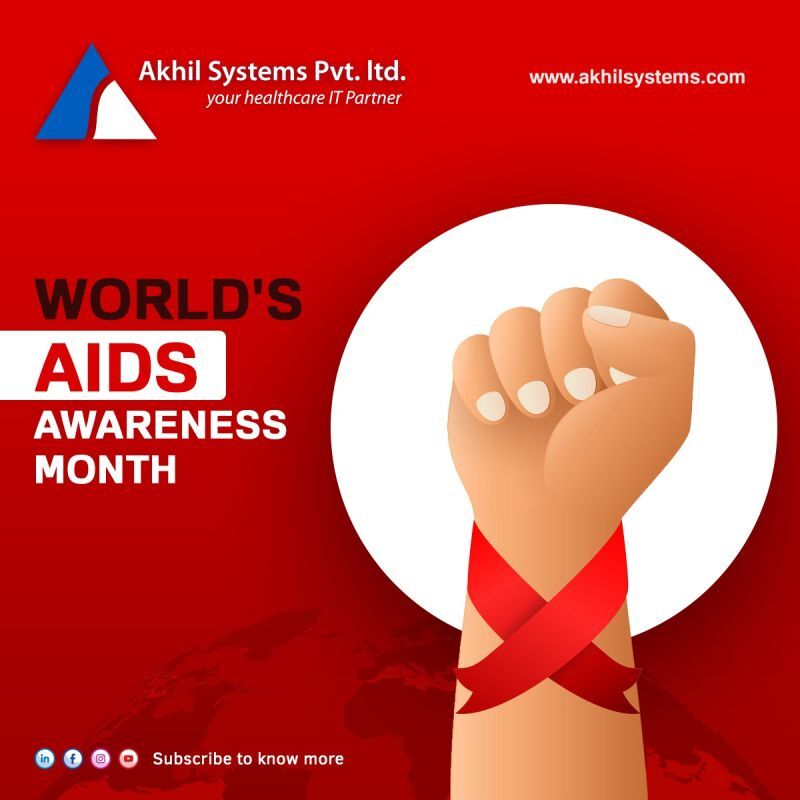 Akhil Systems Pvt. ltd.
your healthcare IT Partner
www.akhilsystems.com
WORLD'S
AIDS
AWARENESS
MONTH
in f
Subscribe to know more